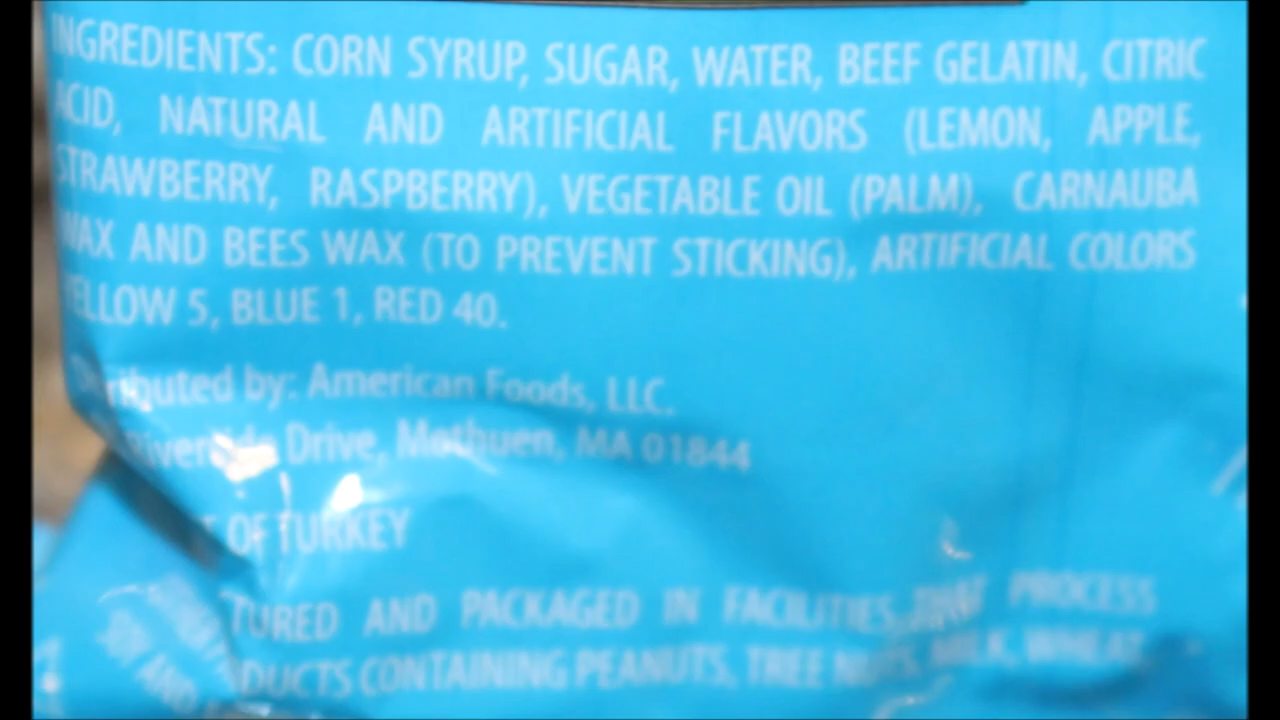 INGREDIENTS: CORN SYRUP, SUGAR, WATER, BEEF GELATIN, CITRIC
ACID, NATURAL AND ARTIFICIAL FLAVORS (LEMON, APPLE,
STRAWBERRY, RASPBERRY), VEGETABLE OIL (PALM), CARNAUBA
WAX AND BEES WAX (TO PREVENT STICKING), ARTIFICIAL COLORS
YELLOW 5, BLUE 1, RED 40.
Distributed by: American Foods, LLC.
Riverside Drive, Methuen, MA 01844
OF TURKEY
AND PACKAGED IN FACILITIES THAT PROCESS
CONTAINING PEANUTS, TREE NUTS, MILK, WHEAT